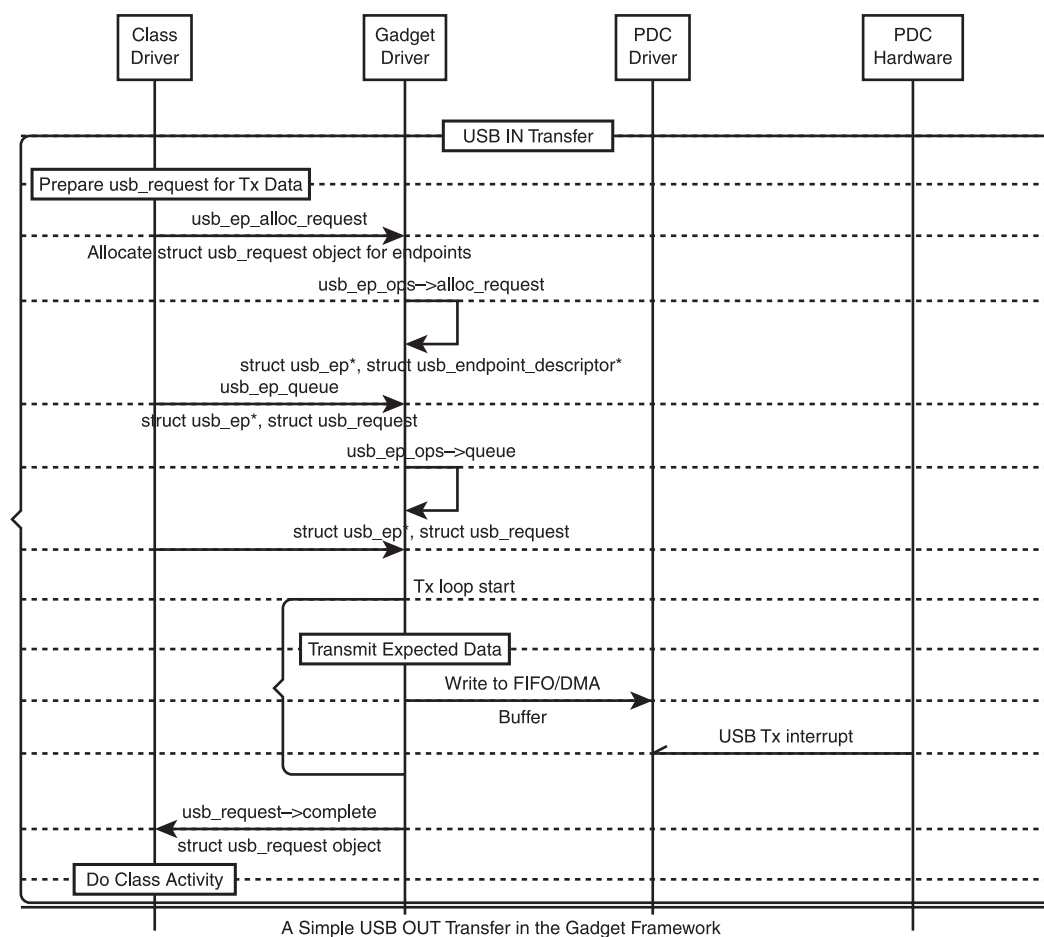 Class
Driver
Gadget
Driver
PDC
Driver
PDC
Hardware
USB IN Transfer
Prepare usb_request for Tx Data
usb_ep_alloc_request
Allocate struct usb_request object for endpoints
usb_ep_ops–>alloc_request
struct usb_ep*, struct usb_endpoint_descriptor*
usb_ep_queue
struct usb_ep*, struct usb_request
usb_ep_ops–>queue
struct usb_ep*, struct usb_request
Tx loop start
Transmit Expected Data
Write to FIFO/DMA
Buffer
USB Tx interrupt
usb_request–>complete
struct usb_request object
Do Class Activity
A Simple USB OUT Transfer in the Gadget Framework